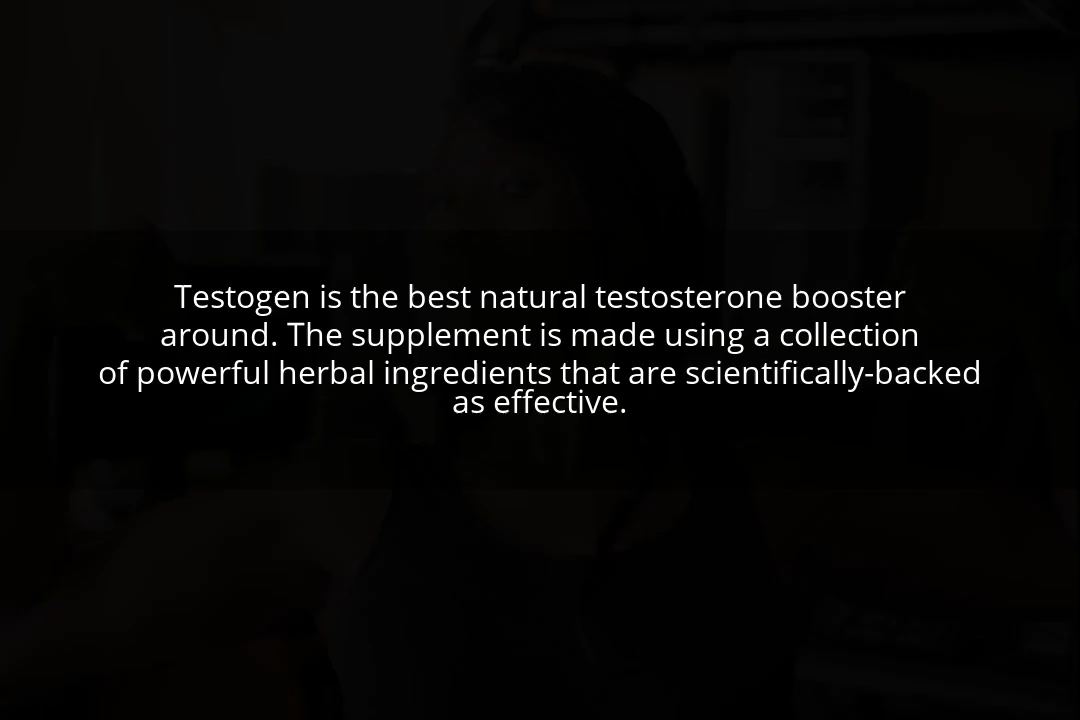 Testogen is the best natural testosterone booster
around. The supplement is made using a collection
of powerful herbal ingredients that are scientifically-backed
as effective.